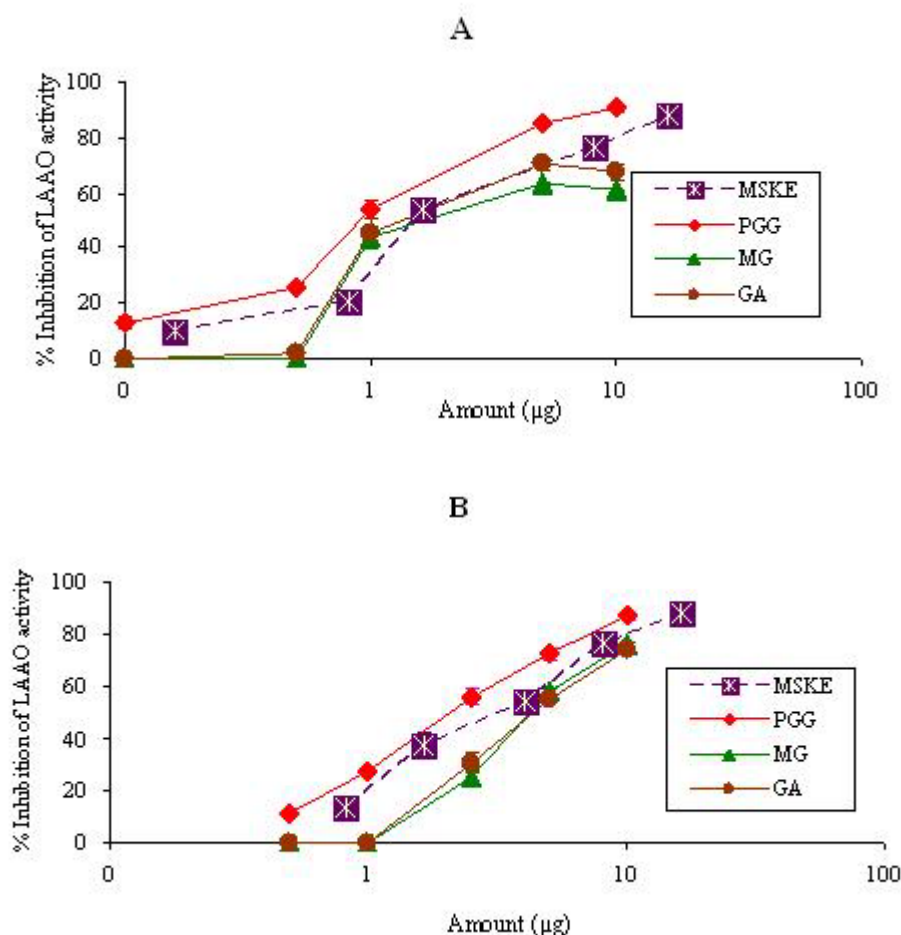 A
% Inhibition of LAAO activity
100
80
60
40
20
0
0
1
10
100
Amount (µg)
MSKE
PGG
MG
GA
B
% Inhibition of LAAO activity
100
80
60
40
20
0
0
1
10
100
Amount (µg)
MSKE
PGG
MG
GA